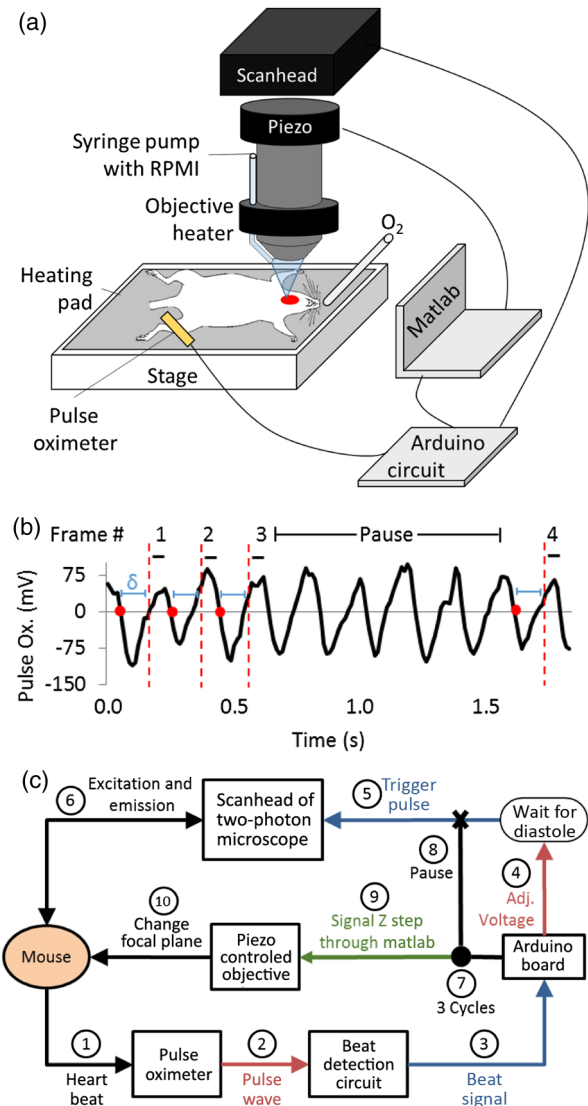 (a)
Scanhead
Piezo
Syringe pump
with RPMI
Objective
heater
O2
Heating
pad
Matlab
Stage
Pulse
oximeter
Arduino
circuit
(b)
Frame # 1 2 3 Pause 4
δ
Pulse Ox. (mV)
75
0
-75
-150
0.0 0.5 1.0 1.5
Time (s)
(c)
6
Excitation and
emission
Scanhead of
two-photon
microscope
5
Trigger
pulse
Wait for
diastole
8
Pause
4
Adj.
Voltage
10
Change
focal plane
9
Signal Z step
through matlab
Mouse
Piezo
controled
objective
Arduino
board
7
3 Cycles
1
Heart
beat
Pulse
oximeter
2
Pulse
wave
Beat
detection
circuit
3
Beat
signal